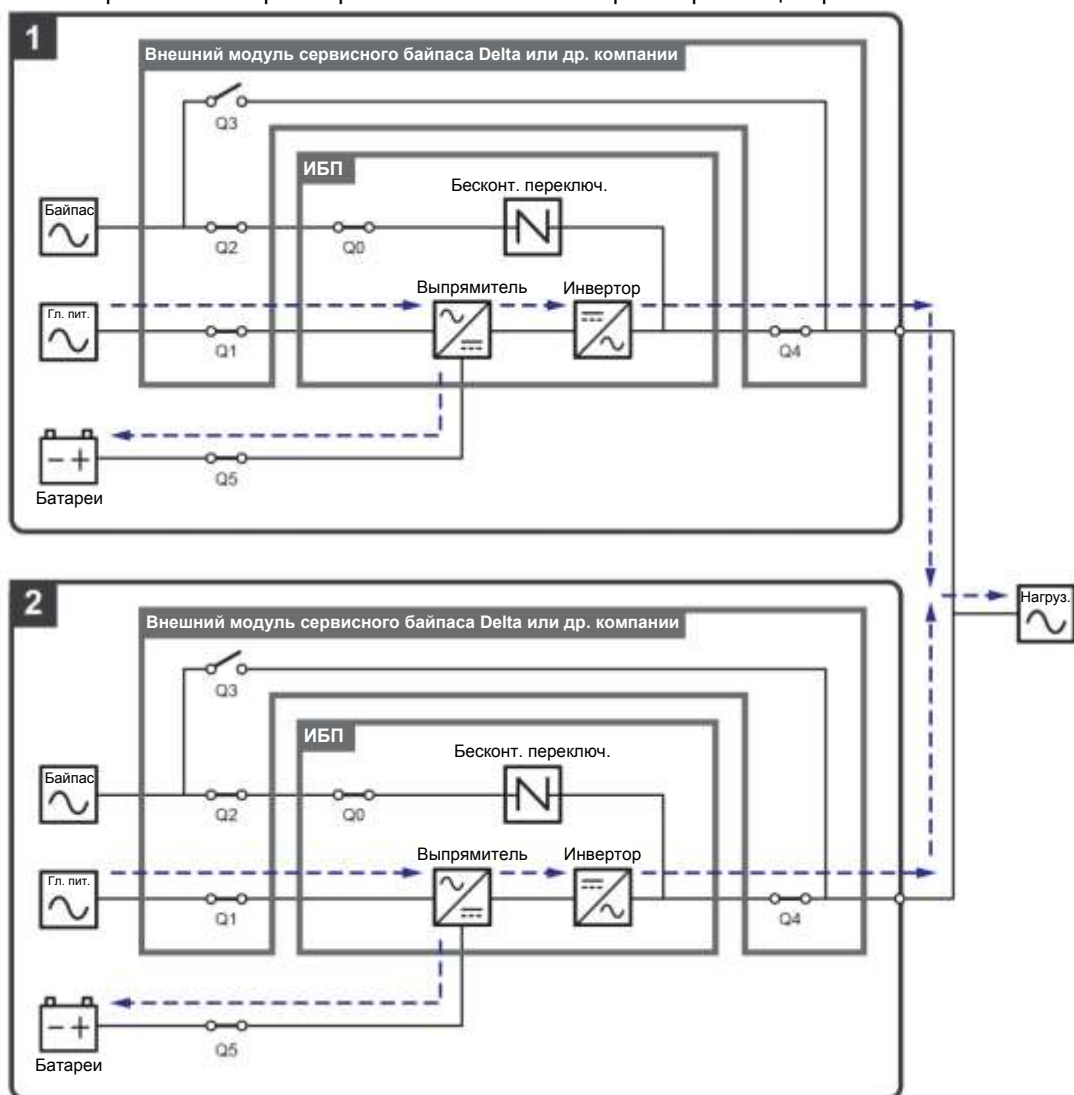 1
Внешний модуль сервисного байпаса Delta или др. компании
Q3
ИБП
Бесконт. переключ.
Байпас
Q2
Q0
Выпрямитель
Инвертор
Гл. пит.
Q1
Q4
Q5
Батареи
2
Внешний модуль сервисного байпаса Delta или др. компании
Нагруз.
Q3
ИБП
Бесконт. переключ.
Байпас
Q2
Q0
Выпрямитель
Инвертор
Гл. пит.
Q1
Q4
Q5
Батареи